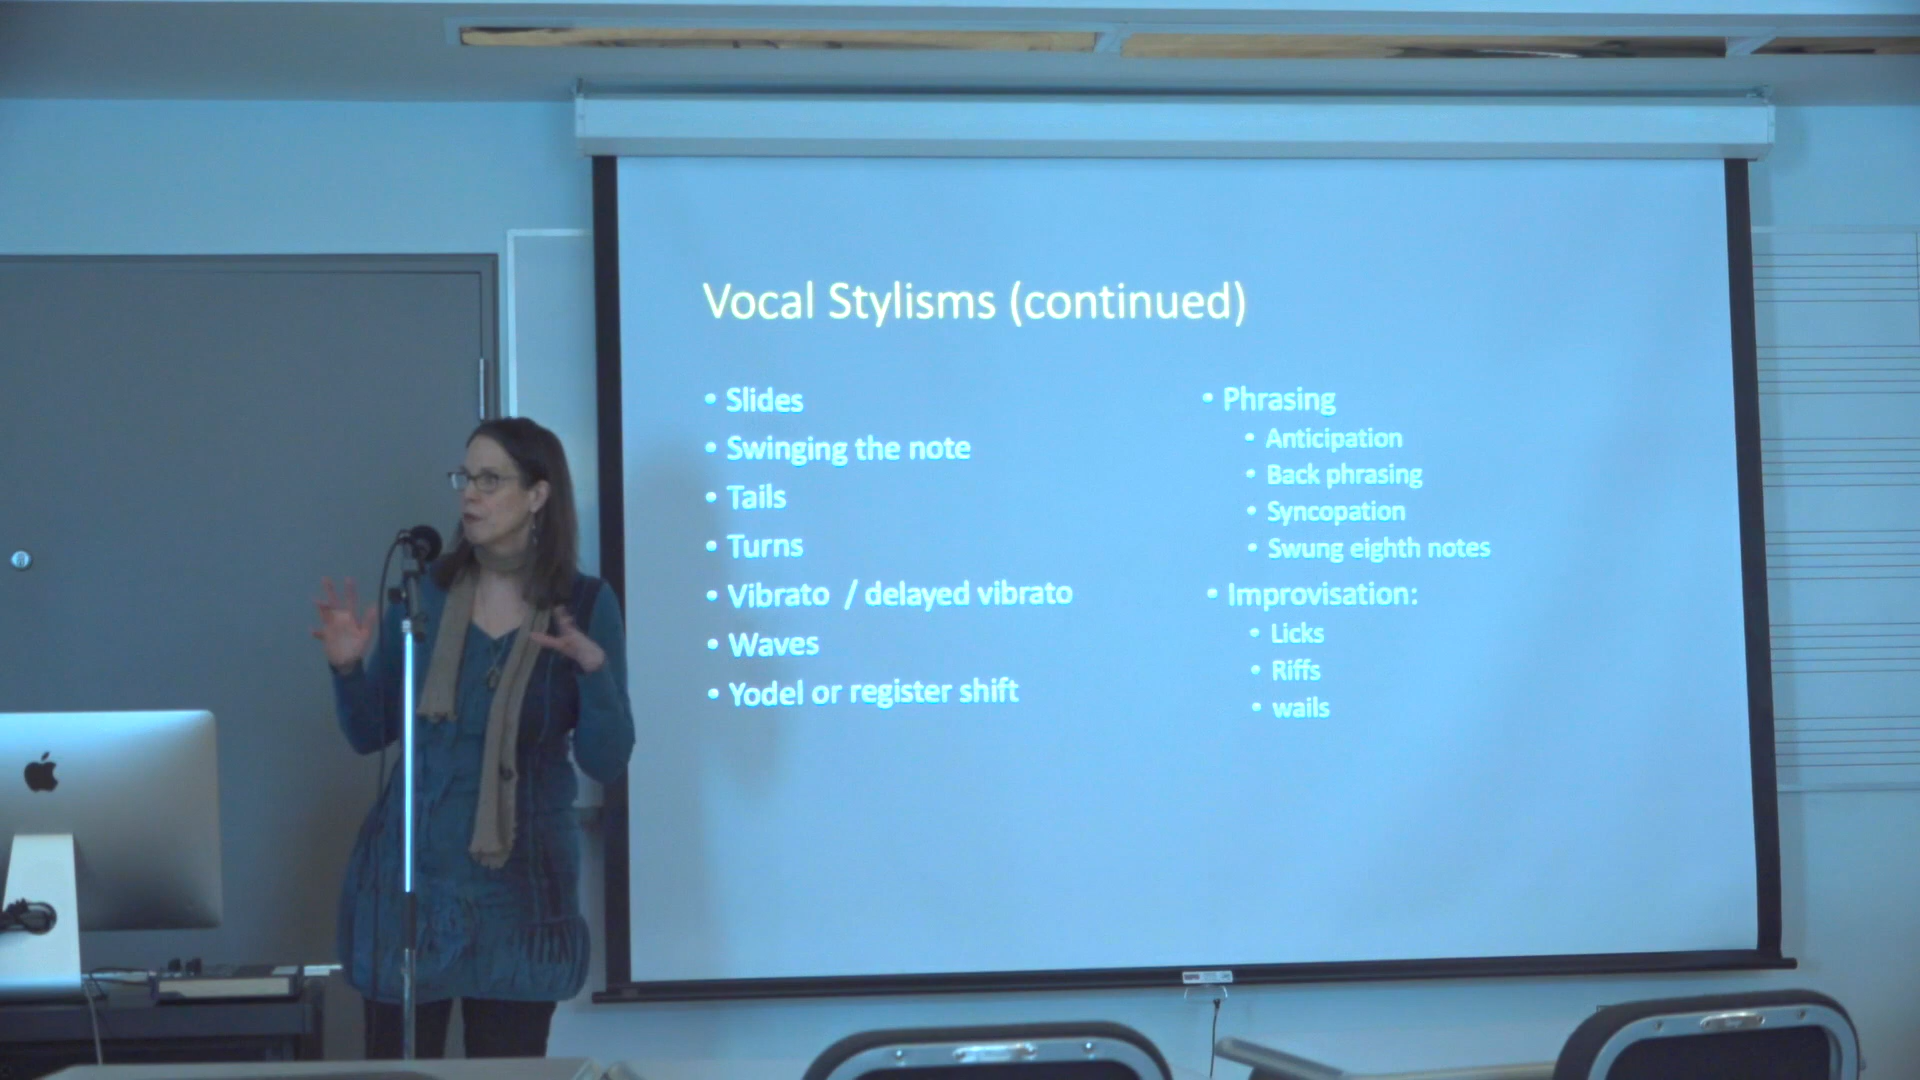 Vocal Stylisms (continued)
• Slides
• Swinging the note
• Tails
• Turns
• Vibrato / delayed vibrato
• Waves
• Yodel or register shift
• Phrasing
• Anticipation
• Back phrasing
• Syncopation
• Swung eighth notes
• Improvisation:
• Licks
• Riffs
• wails